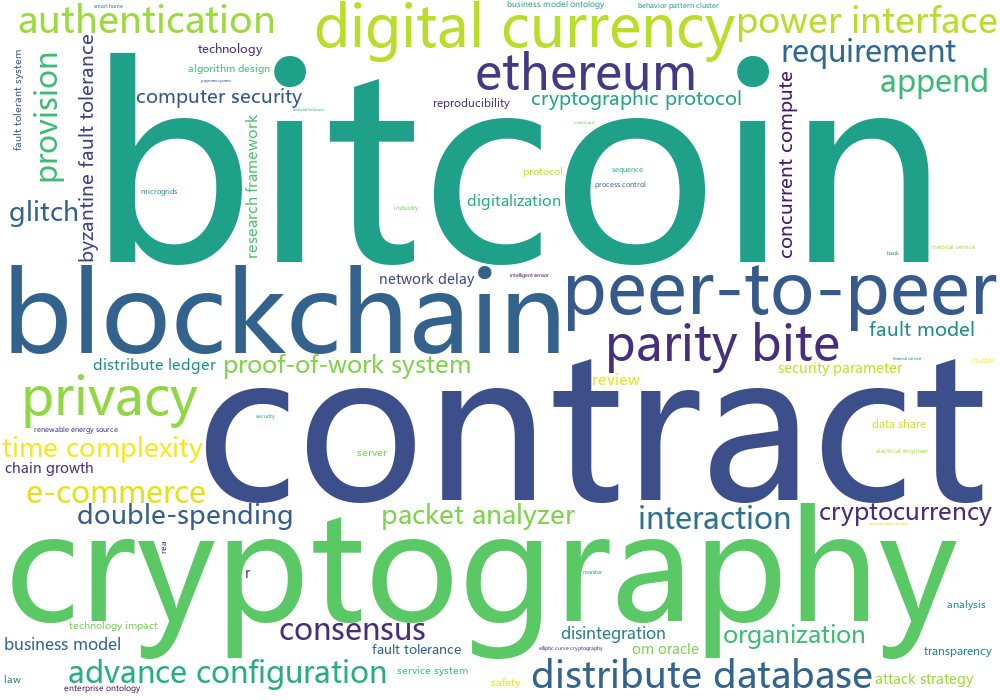 smart home
business model ontology
behavior pattern cluster
authentication
digital currency
power interface
technology
requirement
fault tolerant system
provision
byzantine fault tolerance
algorithm design
ethereum
append
computer security
reproducibility
cryptographic protocol
concurrent compute
bitcoin
research framework
protocol
sequence
process control
microgrids
digitalization
industry
glitch
medical service
bank
blockchain
network delay
intelligent sensor
peer-to-peer
parity bite
fault model
distribute ledger
proof-of-work system
financial service
cluster
security parameter
review
privacy
contract
security
data share
renewable energy source
time complexity
server
electrical engineer
chain growth
e-commerce
double-spending
packet analyzer
interaction
cryptocurrency
cryptography
rea
r
monitor
analysis
technology impact
consensus
disintegration
organization
business model
fault tolerance
elliptic curve cryptography
om oracle
transparency
advance configuration
service system
distribute database
attack strategy
law
enterprise ontology
safety